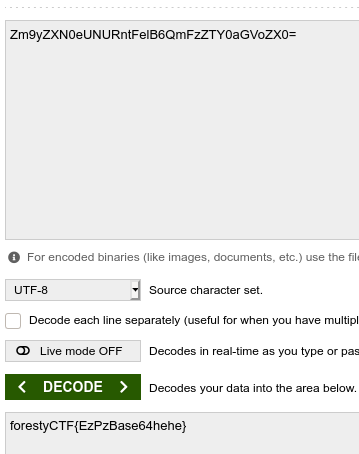 Zm9yZXN0eUNURntFelB6QmFzZTY0aGVoZX0=
For encoded binaries (like images, documents, etc.) use the file
UTF-8 Source character set.
Decode each line separately (useful for when you have multipl
Live mode OFF Decodes in real-time as you type or pas
< DECODE > Decodes your data into the area below.
forestyCTF{EzPzBase64hehe}